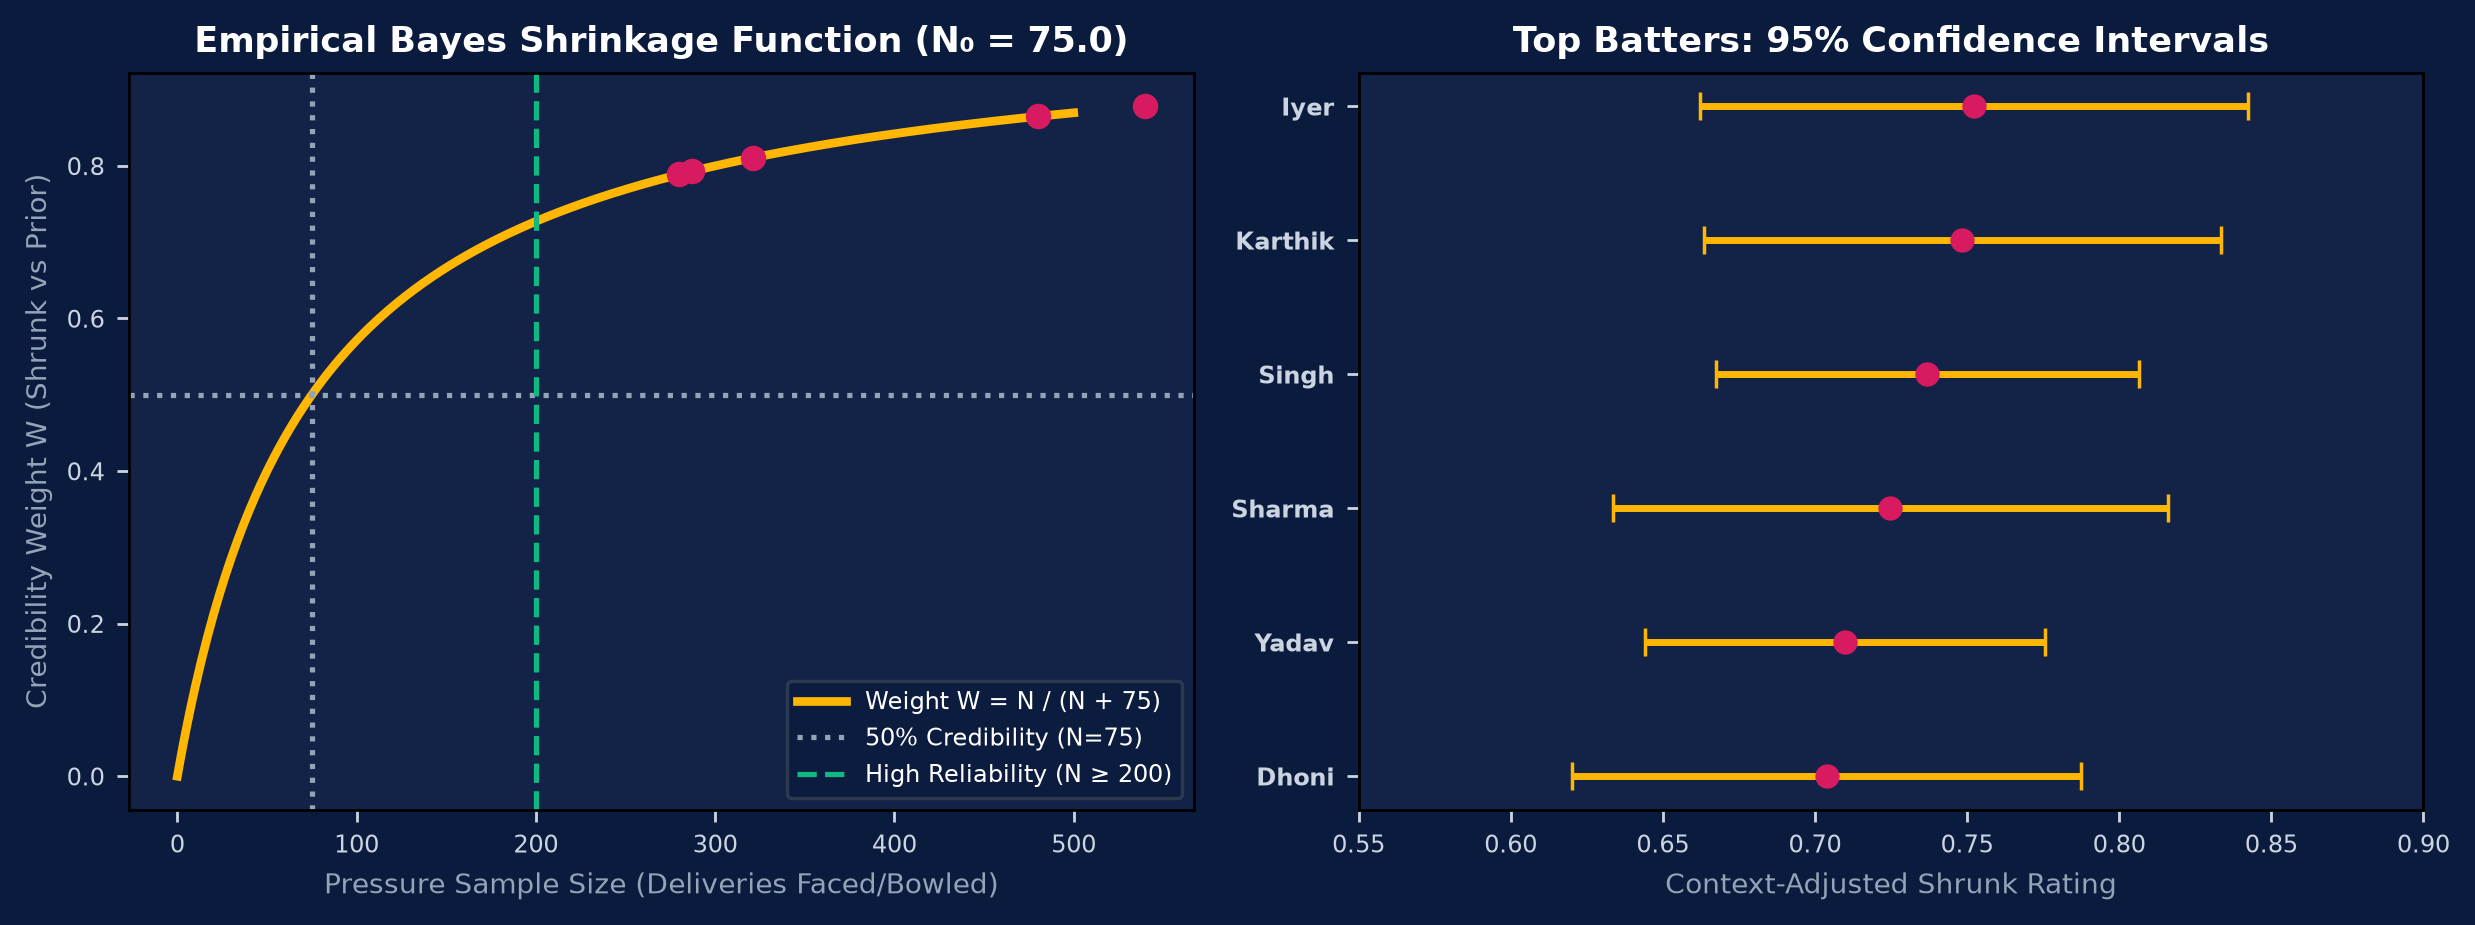 Empirical Bayes Shrinkage Function (N₀ = 75.0)
Credibility Weight W (Shrunk vs Prior)
0.8
0.6
0.4
0.2
0.0
0 100 200 300 400 500
Pressure Sample Size (Deliveries Faced/Bowled)
Weight W = N / (N + 75)
50% Credibility (N=75)
High Reliability (N ≥ 200)
Top Batters: 95% Confidence Intervals
Iyer
Karthik
Singh
Sharma
Yadav
Dhoni
0.55 0.60 0.65 0.70 0.75 0.80 0.85 0.90
Context-Adjusted Shrunk Rating